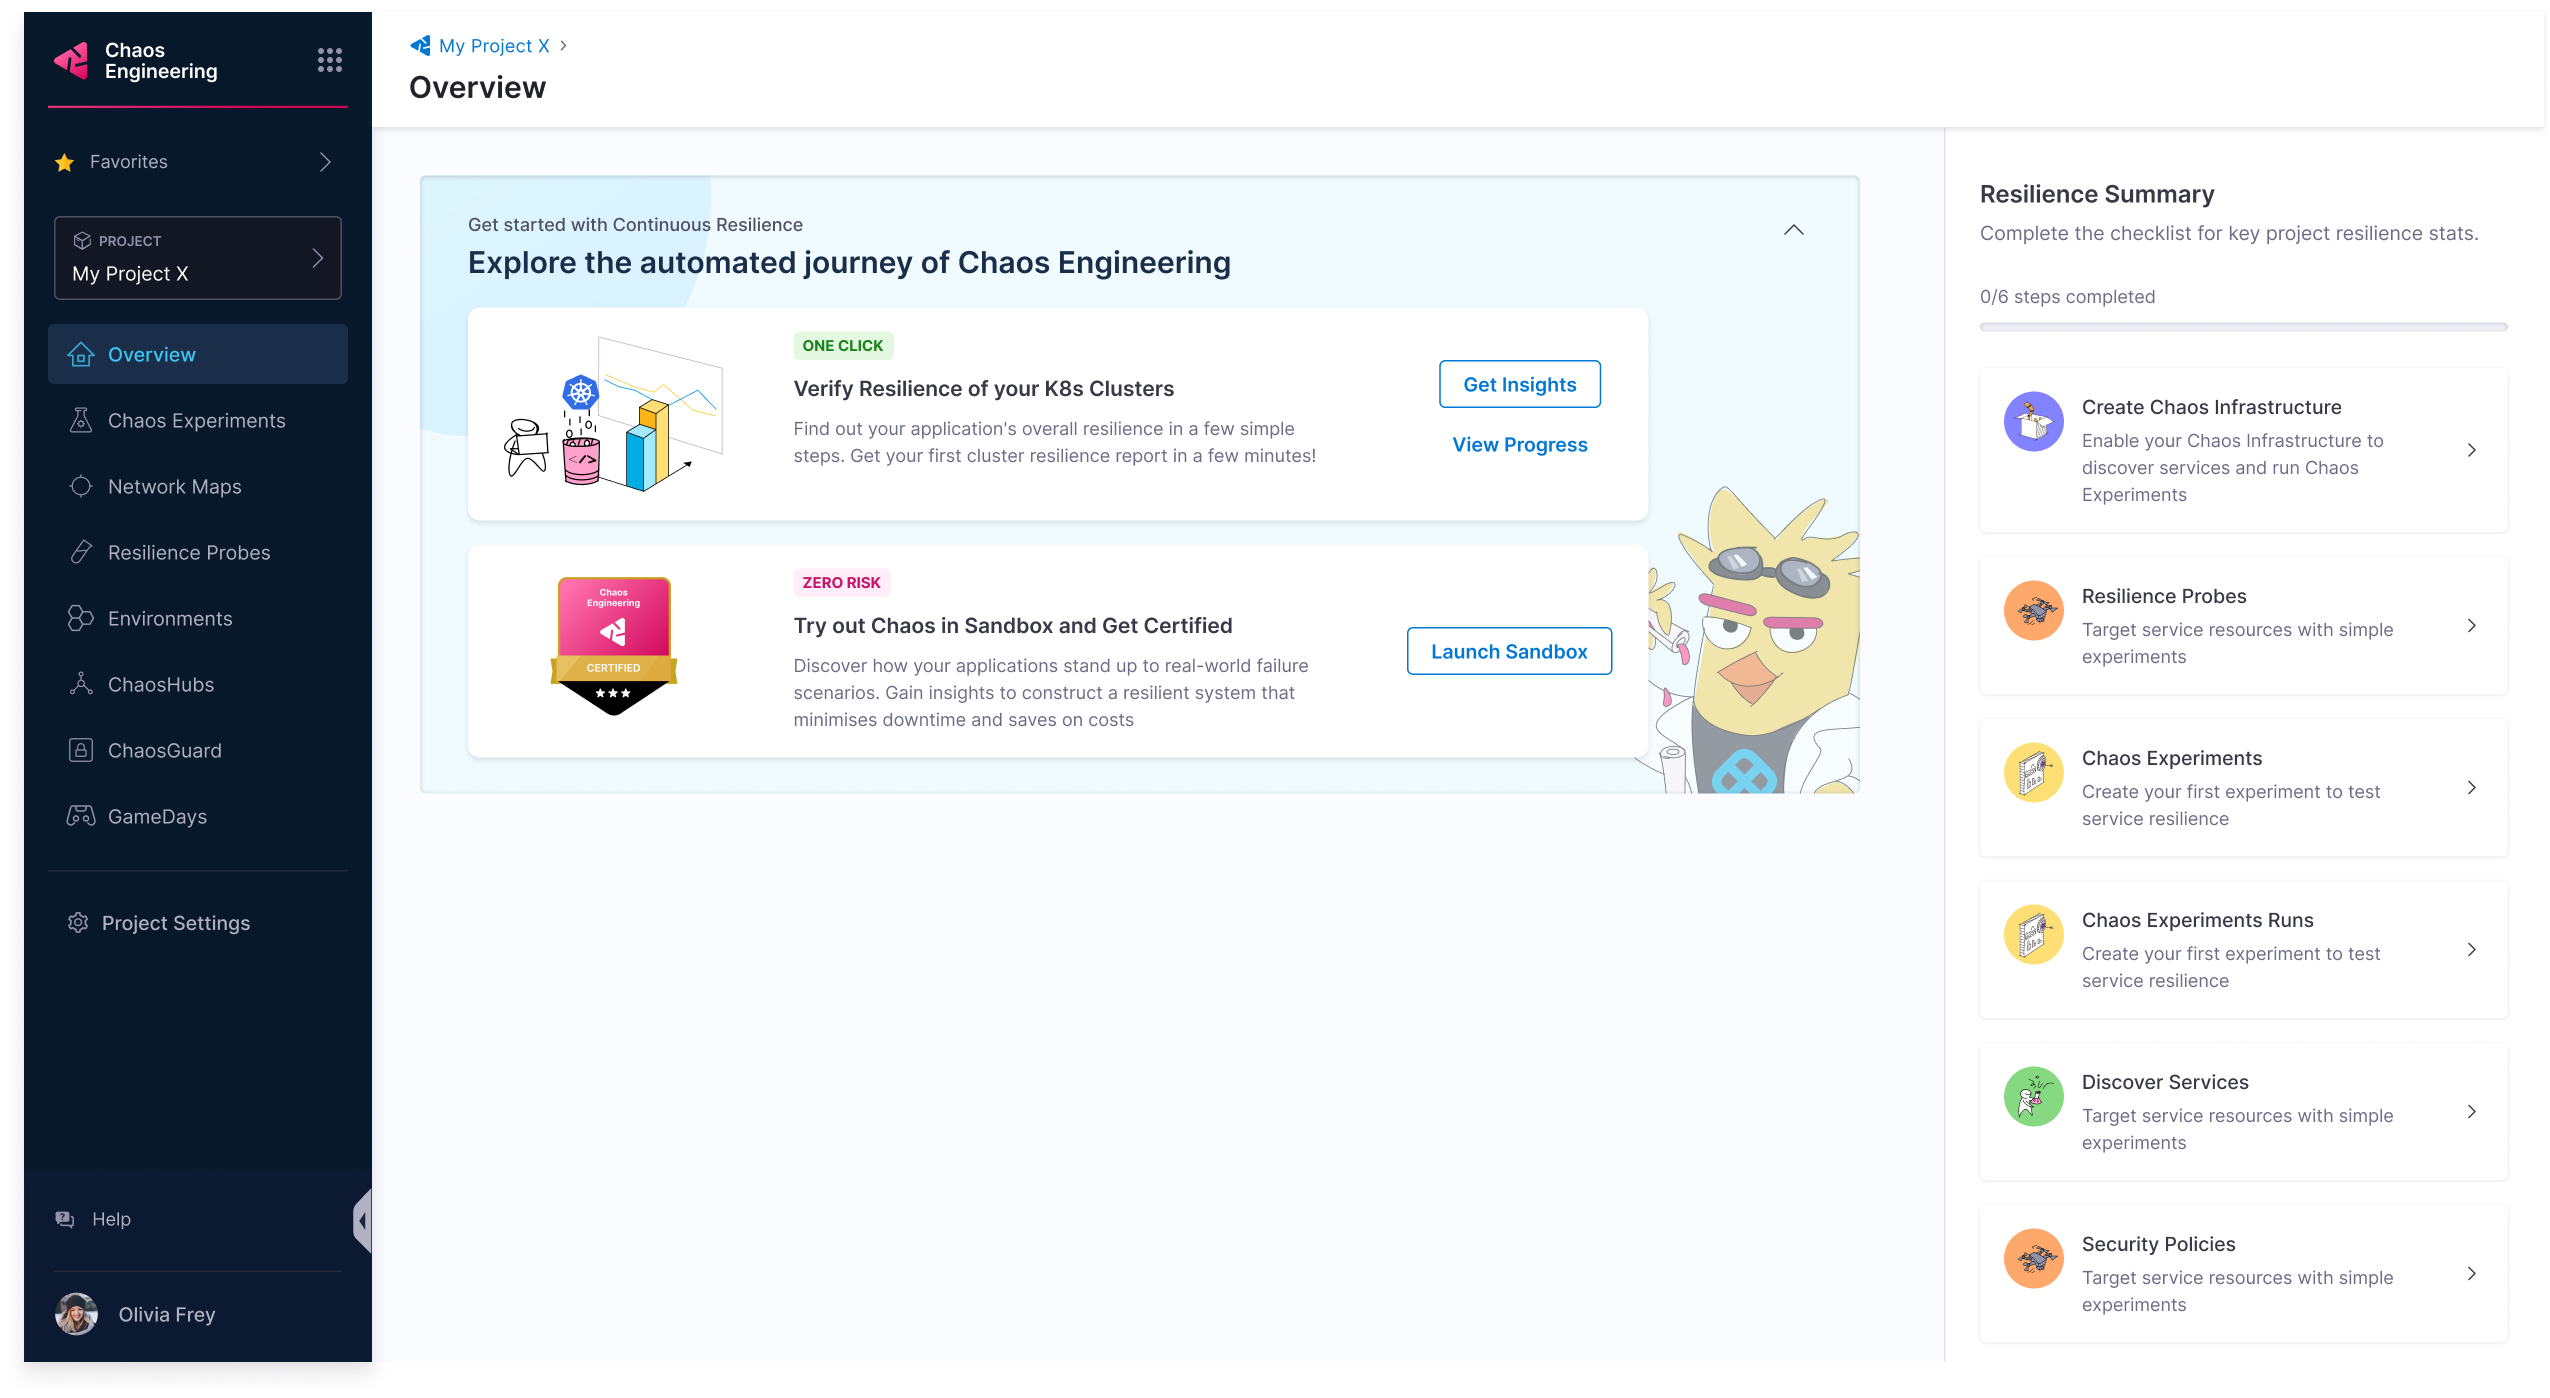 Chaos
Engineering
Favorites
PROJECT
My Project X
Overview
Chaos Experiments
Network Maps
Resilience Probes
Environments
ChaosHubs
ChaosGuard
GameDays
Project Settings
Help
Olivia Frey
My Project X
Overview
Get started with Continuous Resilience
Explore the automated journey of Chaos Engineering
</>
ONE CLICK
Verify Resilience of your K8s Clusters
Find out your application's overall resilience in a few simple
steps. Get your first cluster resilience report in a few minutes!
Get Insights
View Progress
Chaos
Engineering
CERTIFIED
ZERO RISK
Try out Chaos in Sandbox and Get Certified
Discover how your applications stand up to real-world failure
scenarios. Gain insights to construct a resilient system that
minimises downtime and saves on costs
Launch Sandbox
Resilience Summary
Complete the checklist for key project resilience stats.
0/6 steps completed
Create Chaos Infrastructure
Enable your Chaos Infrastructure to
discover services and run Chaos
Experiments
Resilience Probes
Target service resources with simple
experiments
Chaos Experiments
Create your first experiment to test
service resilience
Chaos Experiments Runs
Create your first experiment to test
service resilience
Discover Services
Target service resources with simple
experiments
Security Policies
Target service resources with simple
experiments